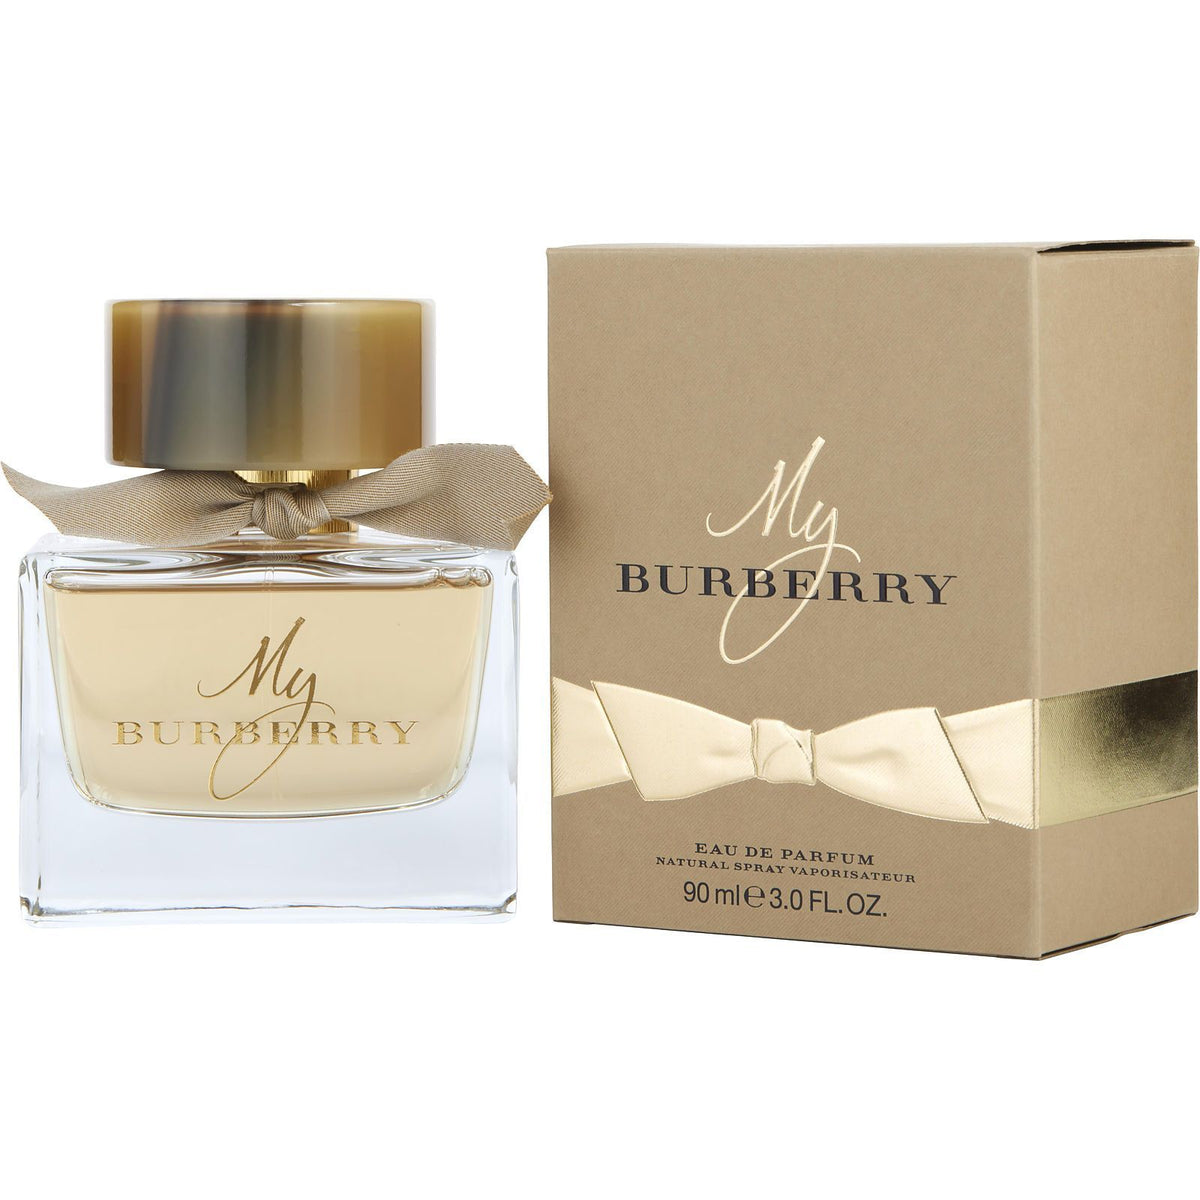 My
BURBERRY
My
BURBERRY
EAU DE PARFUM
NATURAL SPRAY VAPORISATEUR
90 ml ℮ 3.0 FL. OZ.